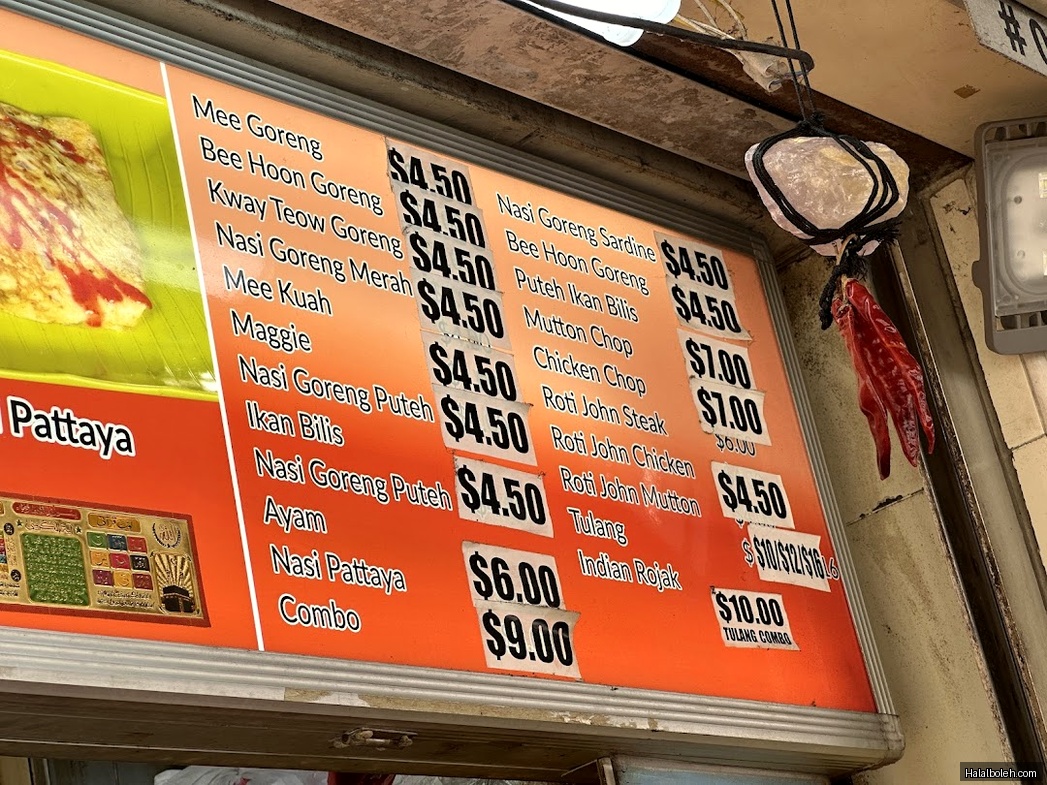 Pattaya
Mee Goreng
Bee Hoon Goreng
Kway Teow Goreng
Nasi Goreng Merah
Mee Kuah
Maggie
Nasi Goreng Puteh
Ikan Bilis
Nasi Goreng Puteh
Ayam
Nasi Pattaya
Combo
$4.50
$4.50
$4.50
$4.50
$4.50
$4.50
$4.50
$6.00
$9.00
Nasi Goreng Sardine
Bee Hoon Goreng
Puteh Ikan Bilis
Mutton Chop
Chicken Chop
Roti John Steak
Roti John Chicken
Roti John Mutton
Tulang
Indian Rojak
$4.50
$4.50
$7.00
$7.00
$6.00
$4.50
$10/$12/$16
$10.00
TULANG COMBO
Halalboleh.com